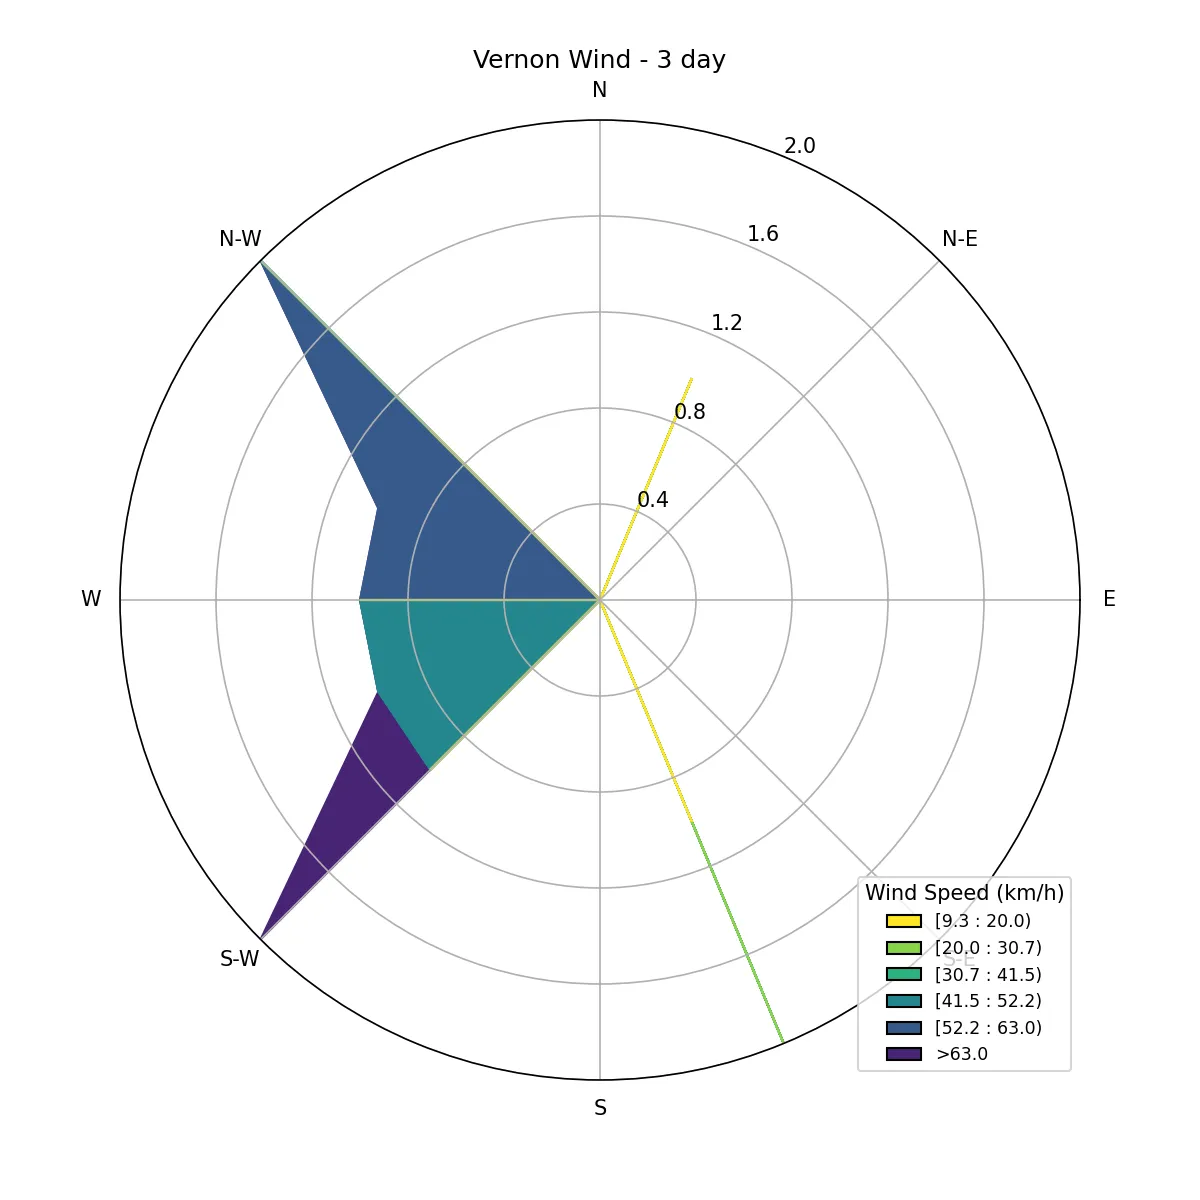 Vernon Wind - 3 day
N
2.0
N-W
1.6
N-E
1.2
0.8
0.4
W
E
S-W
S-E
S
Wind Speed (km/h)
[9.3 : 20.0)
[20.0 : 30.7)
[30.7 : 41.5)
[41.5 : 52.2)
[52.2 : 63.0)
>63.0